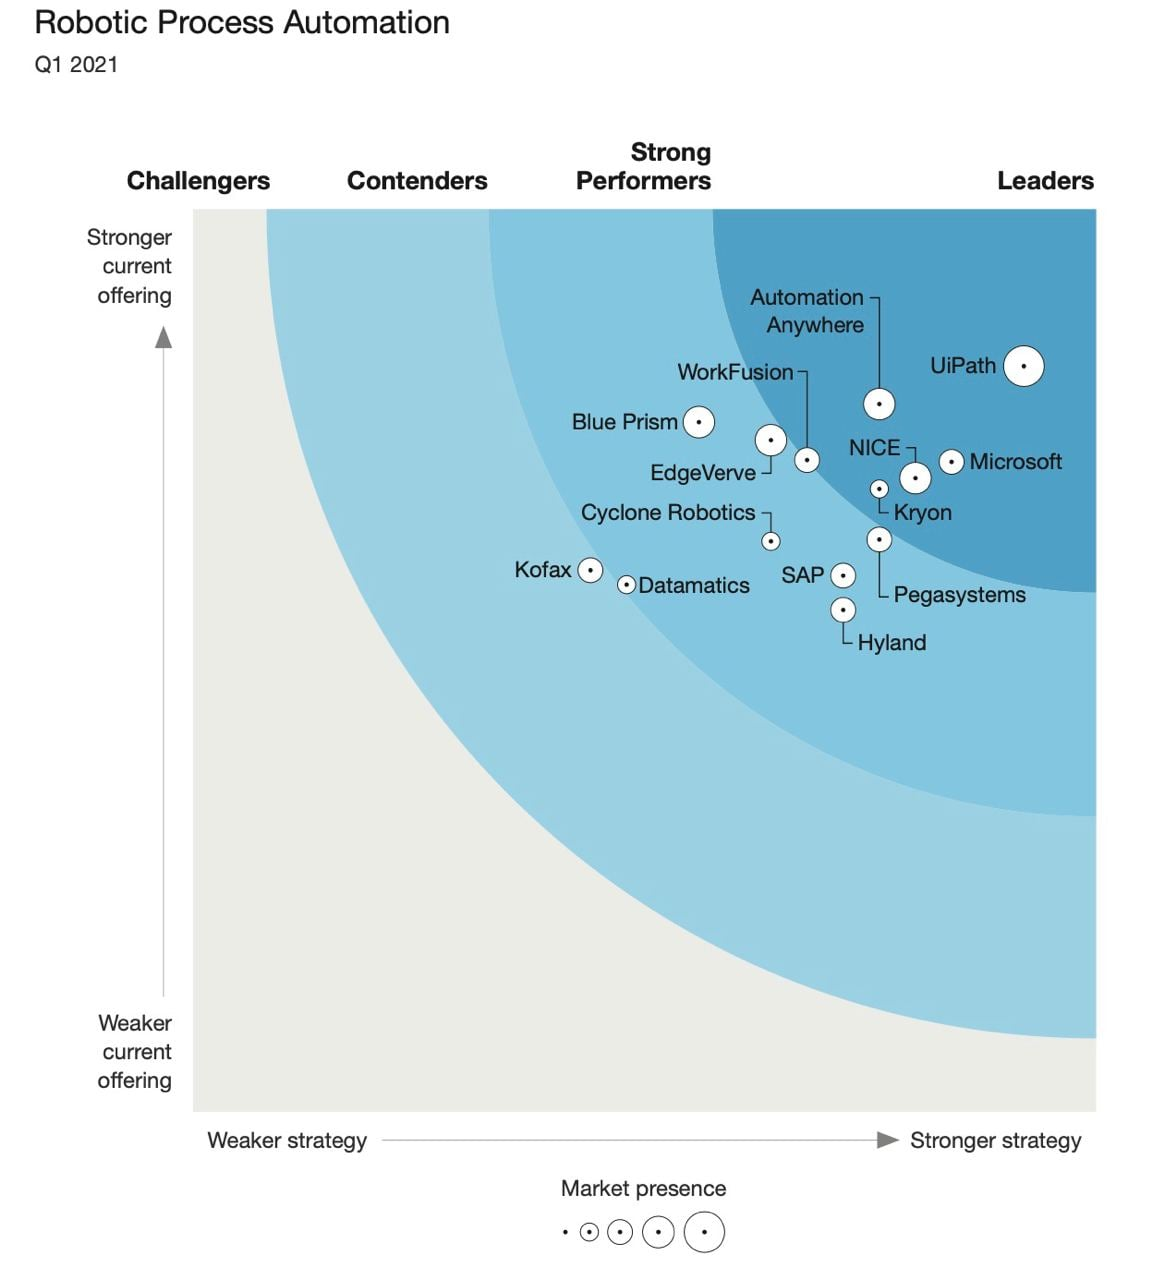 Robotic Process Automation
Q1 2021
Strong
Challengers Contenders Performers Leaders
Stronger
current
offering
Automation
Anywhere
UiPath
WorkFusion
Blue Prism
NICE
Microsoft
EdgeVerve
Cyclone Robotics
Kryon
Kofax
Datamatics
SAP
Pegasystems
Hyland
Weaker
current
offering
Weaker strategy Stronger strategy
Market presence